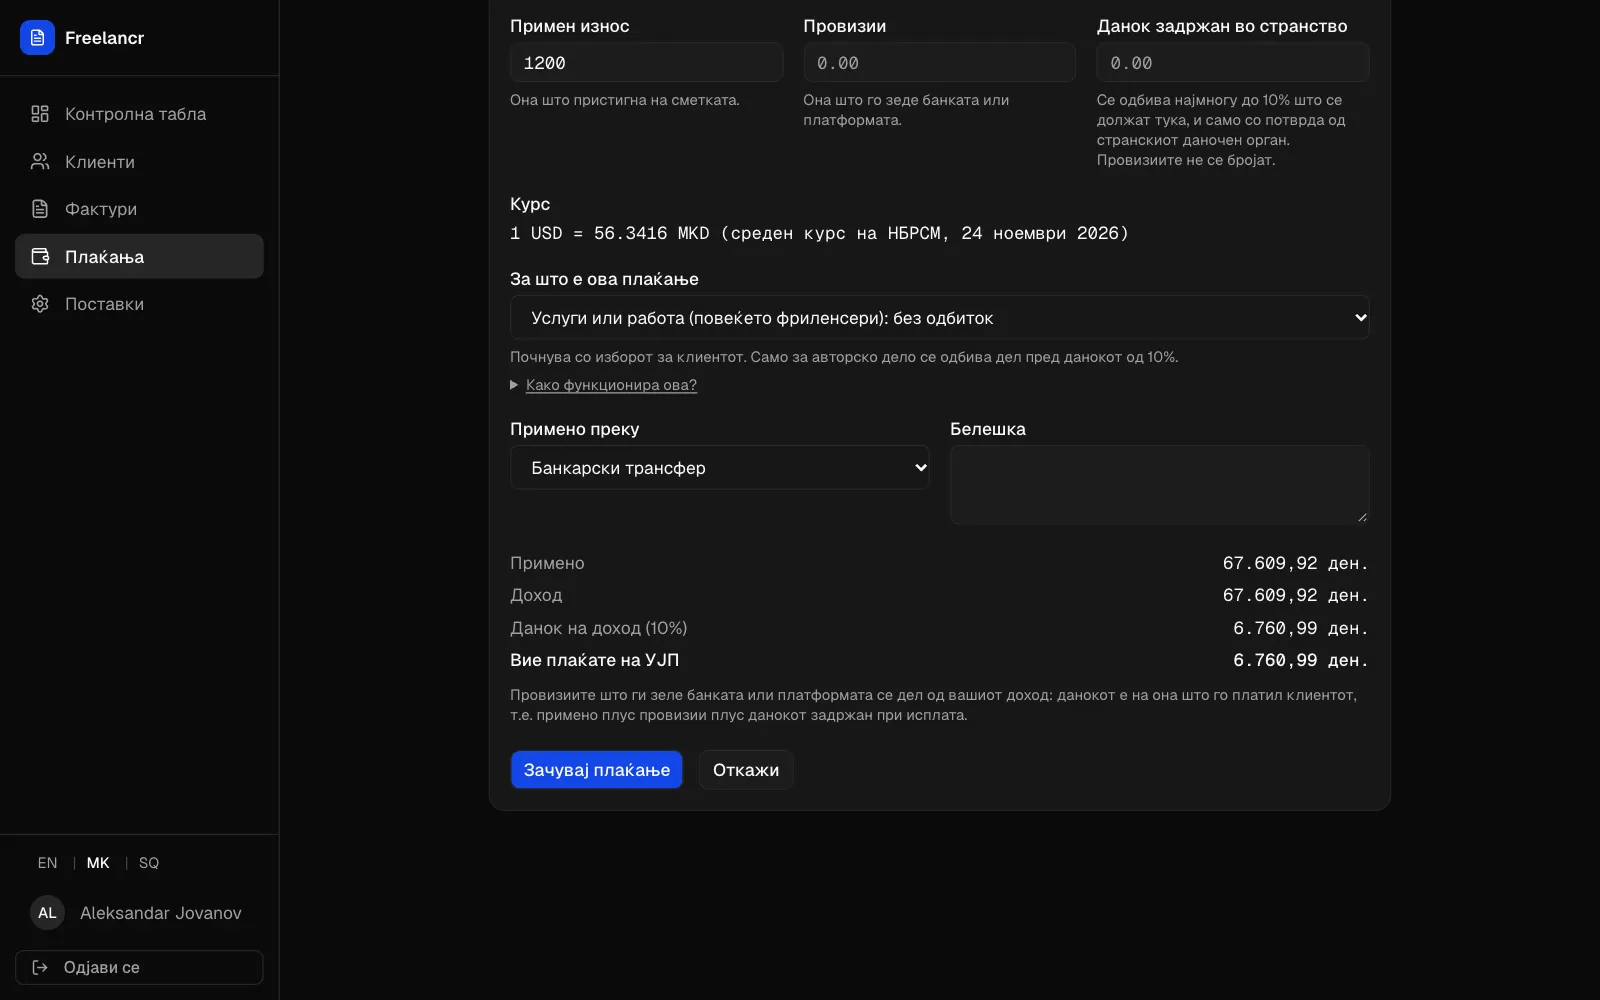 Freelancr
Контролна табла
Клиенти
Фактури
Плаќања
Поставки
EN | MK | SQ
AL Aleksandar Jovanov
Одјави се
Примен износ
1200
Она што пристигна на сметката.
Провизии
0.00
Она што го зеде банката или
платформата.
Данок задржан во странство
0.00
Се одбива најмногу до 10% што се
должат тука, и само со потврда од
странскиот даночен орган.
Провизиите не се бројат.
Курс
1 USD = 56.3416 MKD (среден курс на НБРСМ, 24 ноември 2026)
За што е ова плаќање
Услуги или работа (повеќето фриленсери): без одбиток
Почнува со изборот за клиентот. Само за авторско дело се одбива дел пред данокот од 10%.
Како функционира ова?
Примено преку
Банкарски трансфер
Белешка
Примено 67.609,92 ден.
Доход 67.609,92 ден.
Данок на доход (10%) 6.760,99 ден.
Вие плаќате на УЈП 6.760,99 ден.
Провизиите што ги зеле банката или платформата се дел од вашиот доход: данокот е на она што го платил клиентот,
т.е. примено плус провизии плус данокот задржан при исплата.
Зачувај плаќање
Откажи